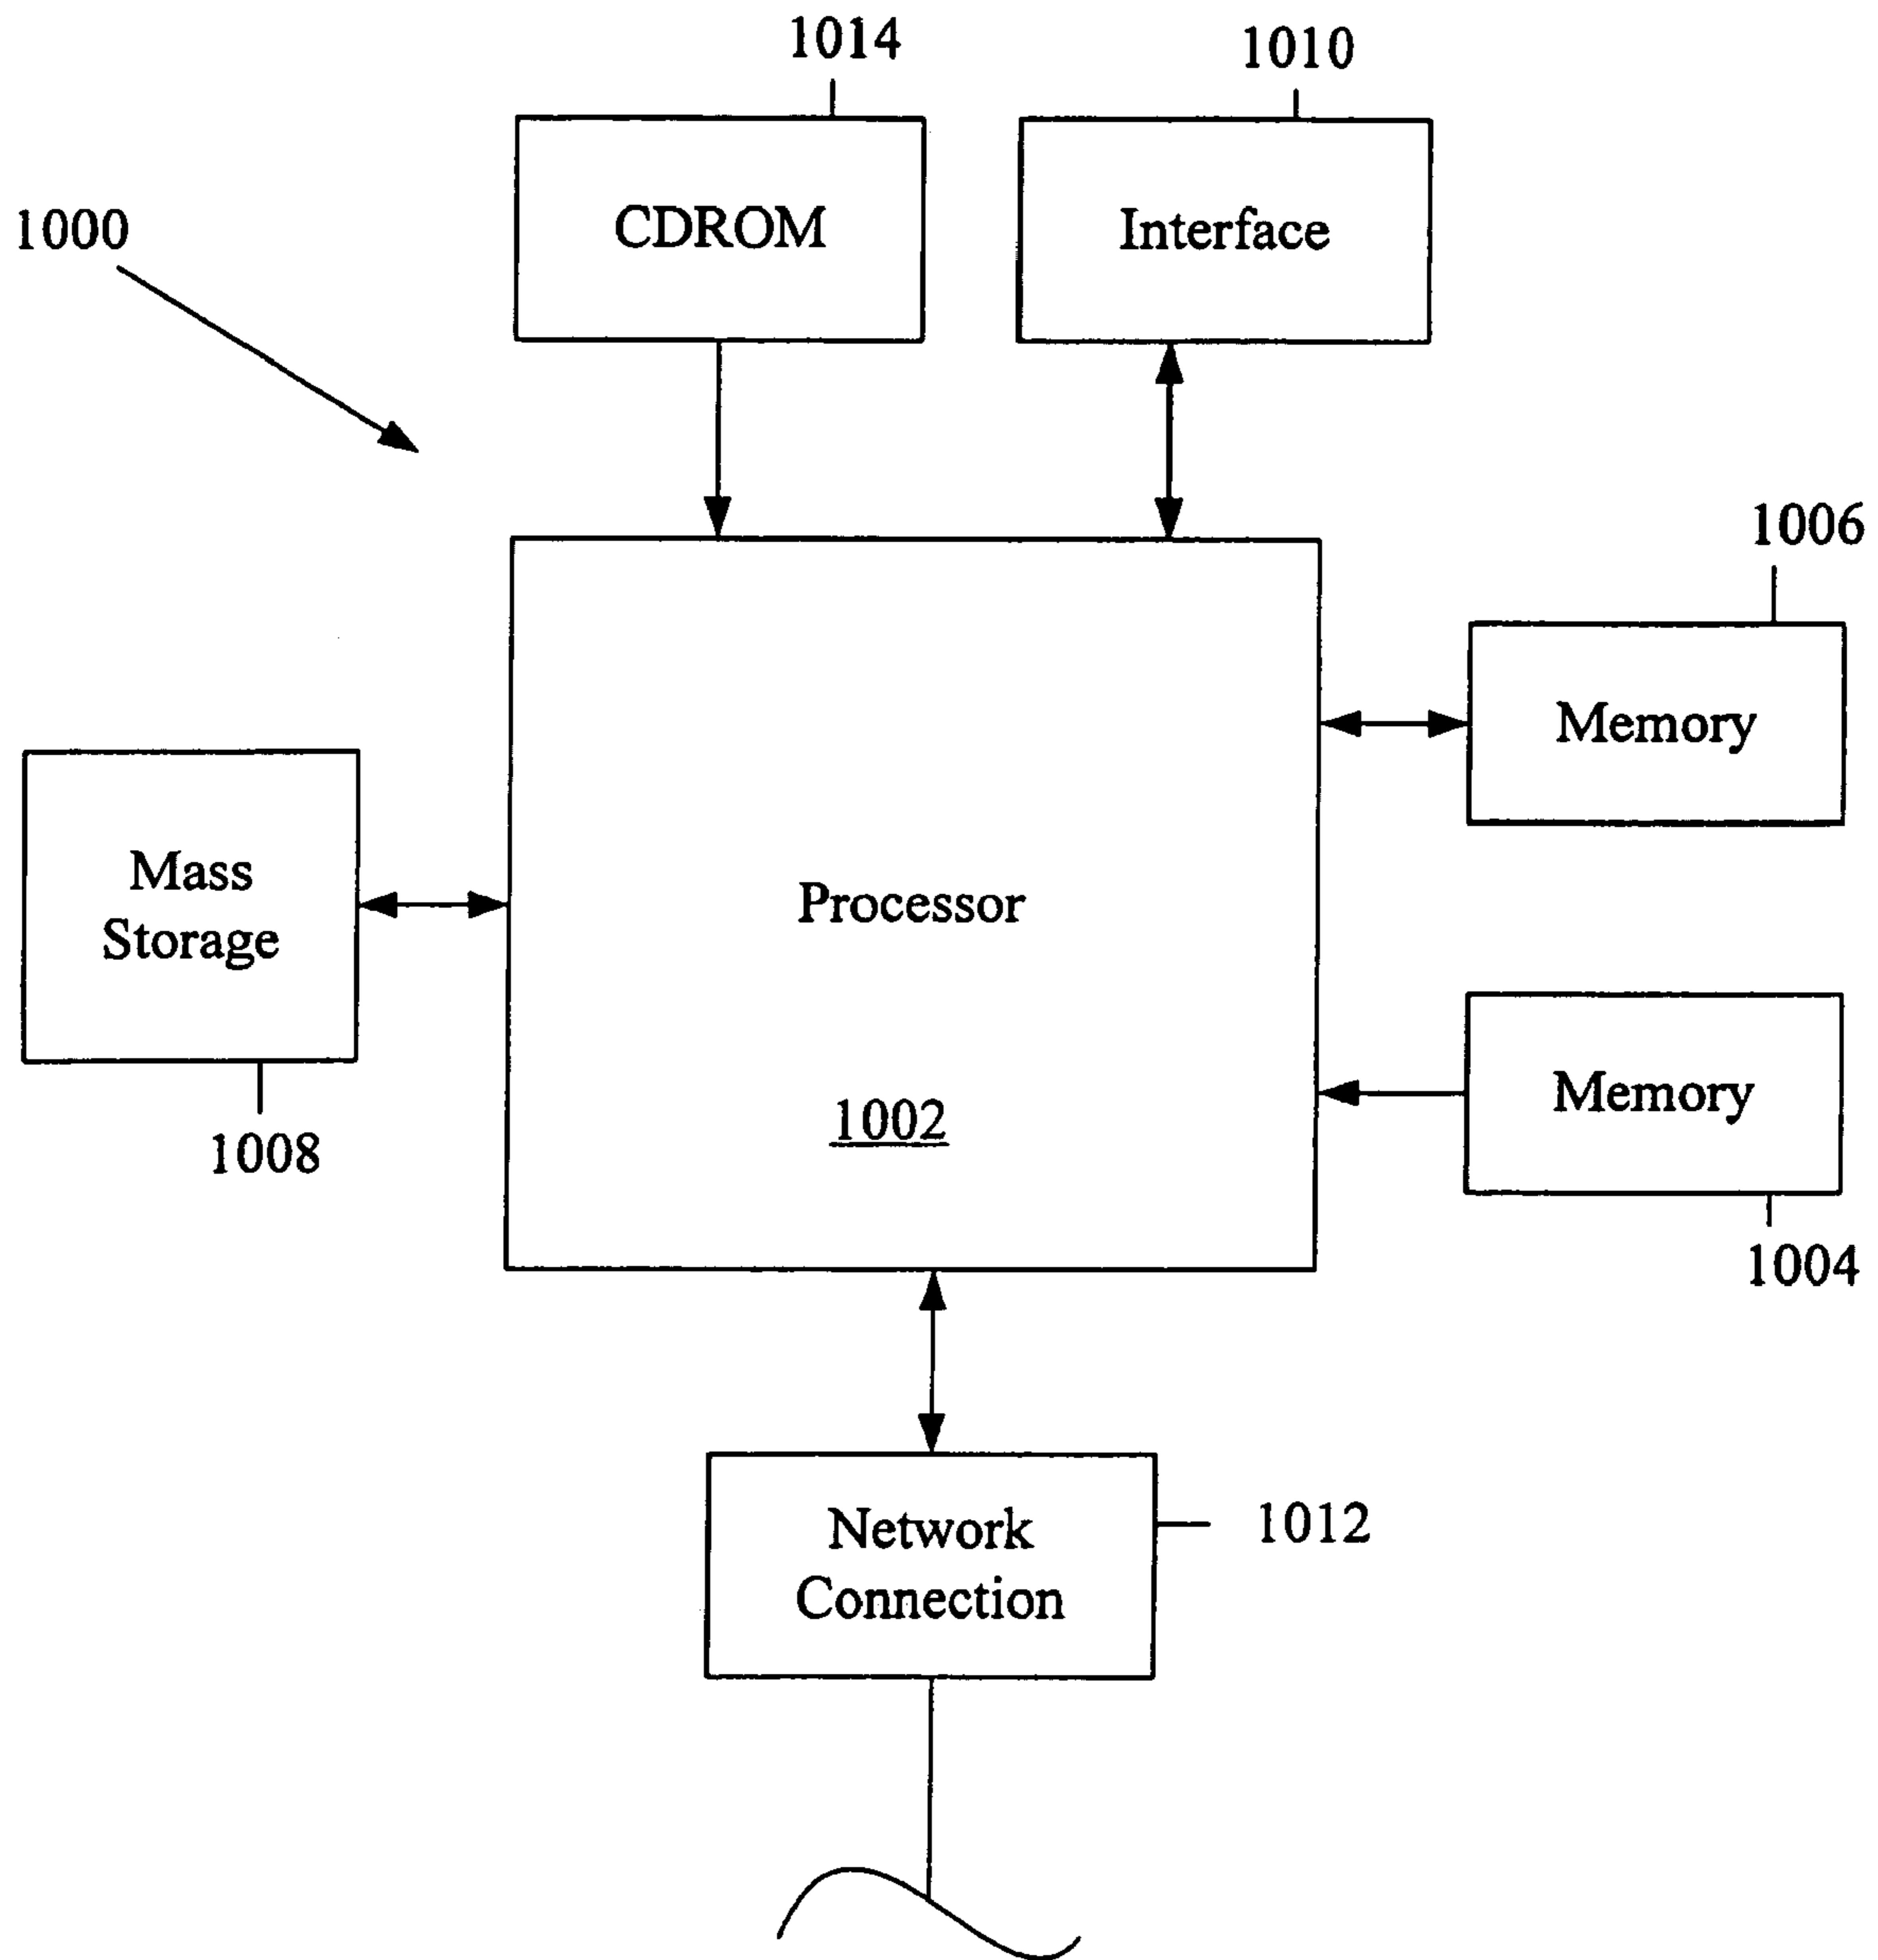 1014
1010
1000
CDROM
Interface
1006
Memory
Mass
Storage
Processor
1002
1008
Memory
1004
Network
Connection
1012